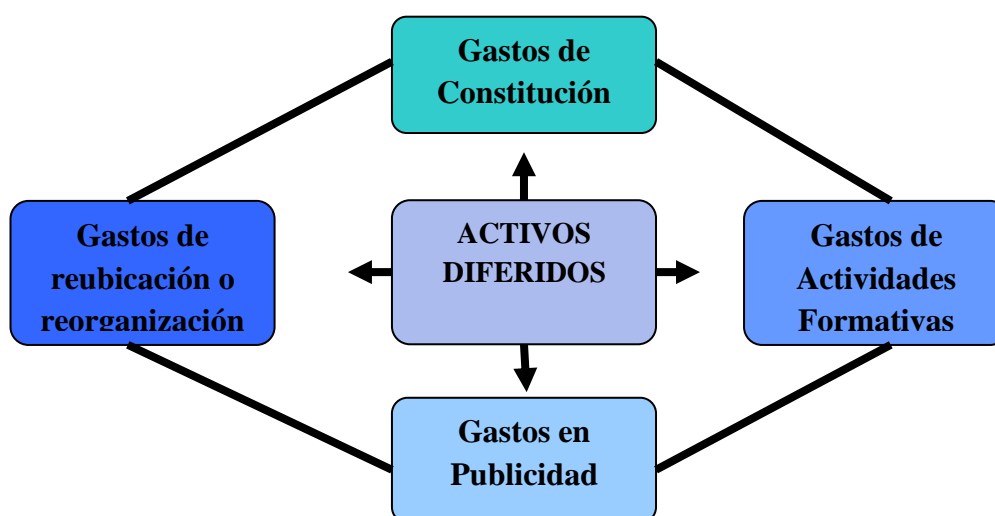 Gastos de
Constitución
Gastos de
reubicación o
reorganización
ACTIVOS
DIFERIDOS
Gastos de
Actividades
Formativas
Gastos en
Publicidad